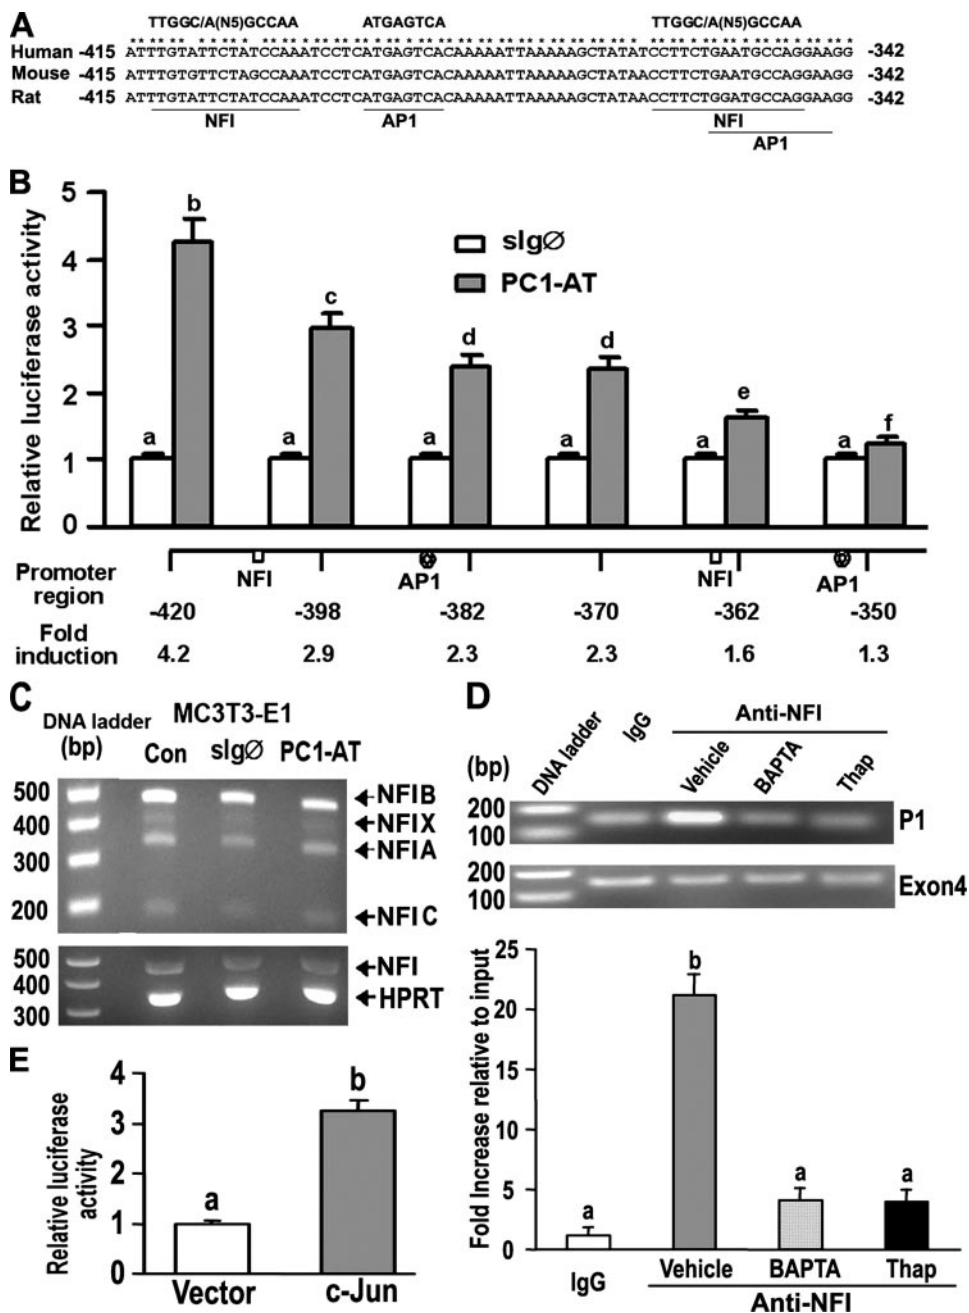 A
TTGGC/A(N5)GCCAA ATGAGTCA TTGGC/A(N5)GCCAA
Human -415 ATTTGTATTCTATCCAAATCCTCATGAGTCACAAAAATTAAAAAGCTATATCCTTCTGAATGCCAGGAAGG -342
Mouse -415 ATTTGTGTTCTAGCCAAATCCTCATGAGTCACAAAAATTAAAAAGCTATAACCTTCTGAATGCCAGGAAGG -342
Rat -415 ATTTGTATTCTATCCAAATCCTCATGAGTCACAAAAATTAAAAAGCTATAACCTTCTGGATGCCAGGAAGG -342
NFI AP1 NFI
AP1
B
Relative luciferase activity
5
4
3
2
1
0
sIgØ
PC1-AT
a b a c a d a d a e a f
Promoter region
NFI AP1 NFI AP1
-420 -398 -382 -370 -362 -350
Fold induction
4.2 2.9 2.3 2.3 1.6 1.3
C
DNA ladder (bp)
MC3T3-E1
Con sIgØ PC1-AT
500
400
300
200
NFIB
NFIX
NFIA
NFIC
500
400
300
NFI
HPRT
D
(bp)
DNA ladder
IgG
Anti-NFI
Vehicle
BAPTA
Thap
200
100
P1
200
100
Exon4
Fold Increase relative to input
25
20
15
10
5
0
a b a a
IgG Vehicle BAPTA Thap
Anti-NFI
E
Relative luciferase activity
4
3
2
1
0
a b
Vector c-Jun